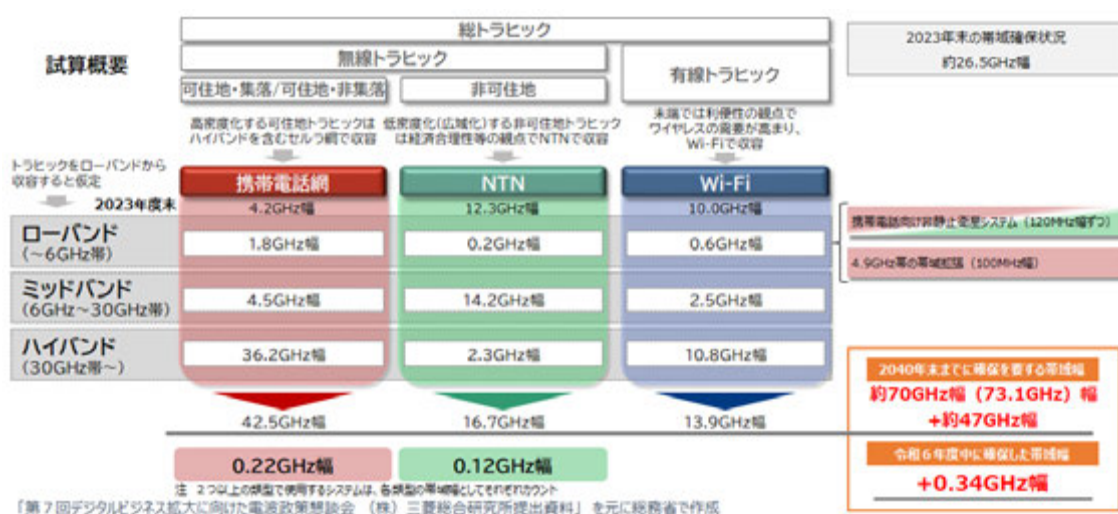 総トラヒック
2023年末の帯域確保状況
約26.5GHz幅
試算概要
無線トラヒック
有線トラヒック
可住地・集落/可住地・非集落
非可住地
高密度化する可住地トラヒックは
ハイバンドを含むセルラ網で収容
低密度化(広域化)する非可住地トラヒック
は経済合理性等の観点でNTNで収容
末端では利便性の観点で
ワイヤレスの需要が高まり、
Wi-Fiで収容
トラヒックをローバンドから
収容すると仮定
携帯電話網
NTN
Wi-Fi
2023年度末
4.2GHz幅
12.3GHz幅
10.0GHz幅
ローバンド
(～6GHz帯)
1.8GHz幅
0.2GHz幅
0.6GHz幅
携帯電話向け非静止衛星システム (120MHz幅ずつ)
4.9GHz帯の帯域拡張 (100MHz幅)
ミッドバンド
(6GHz～30GHz帯)
4.5GHz幅
14.2GHz幅
2.5GHz幅
ハイバンド
(30GHz帯～)
36.2GHz幅
2.3GHz幅
10.8GHz幅
2040年末までに確保を要する帯域幅
約70GHz幅 (73.1GHz) 幅
+約47GHz幅
42.5GHz幅
16.7GHz幅
13.9GHz幅
令和6年度中に確保した帯域幅
+0.34GHz幅
0.22GHz幅
0.12GHz幅
注 2つ以上の類型で使用するシステムは、各類型の帯域幅としてそれぞれカウント
「第7回デジタルビジネス拡大に向けた電波政策懇談会 (株) 三菱総合研究所提出資料」を元に総務省で作成